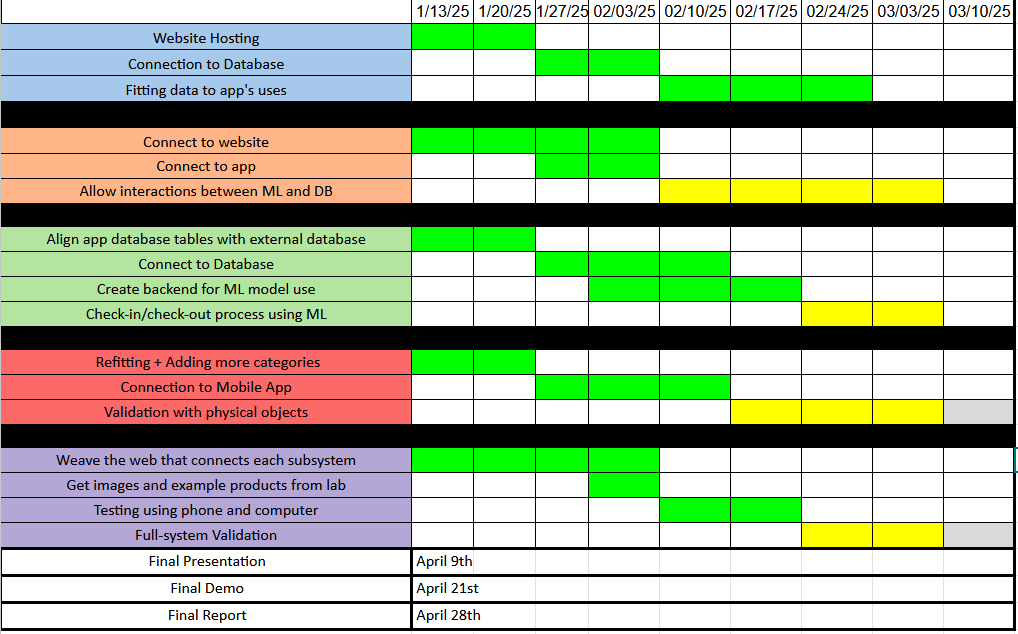 1/13/25 1/20/25 1/27/25 02/03/25 02/10/25 02/17/25 02/24/25 03/03/25 03/10/25
Website Hosting
Connection to Database
Fitting data to app's uses
Connect to website
Connect to app
Allow interactions between ML and DB
Align app database tables with external database
Connect to Database
Create backend for ML model use
Check-in/check-out process using ML
Refitting + Adding more categories
Connection to Mobile App
Validation with physical objects
Weave the web that connects each subsystem
Get images and example products from lab
Testing using phone and computer
Full-system Validation
Final Presentation April 9th
Final Demo April 21st
Final Report April 28th